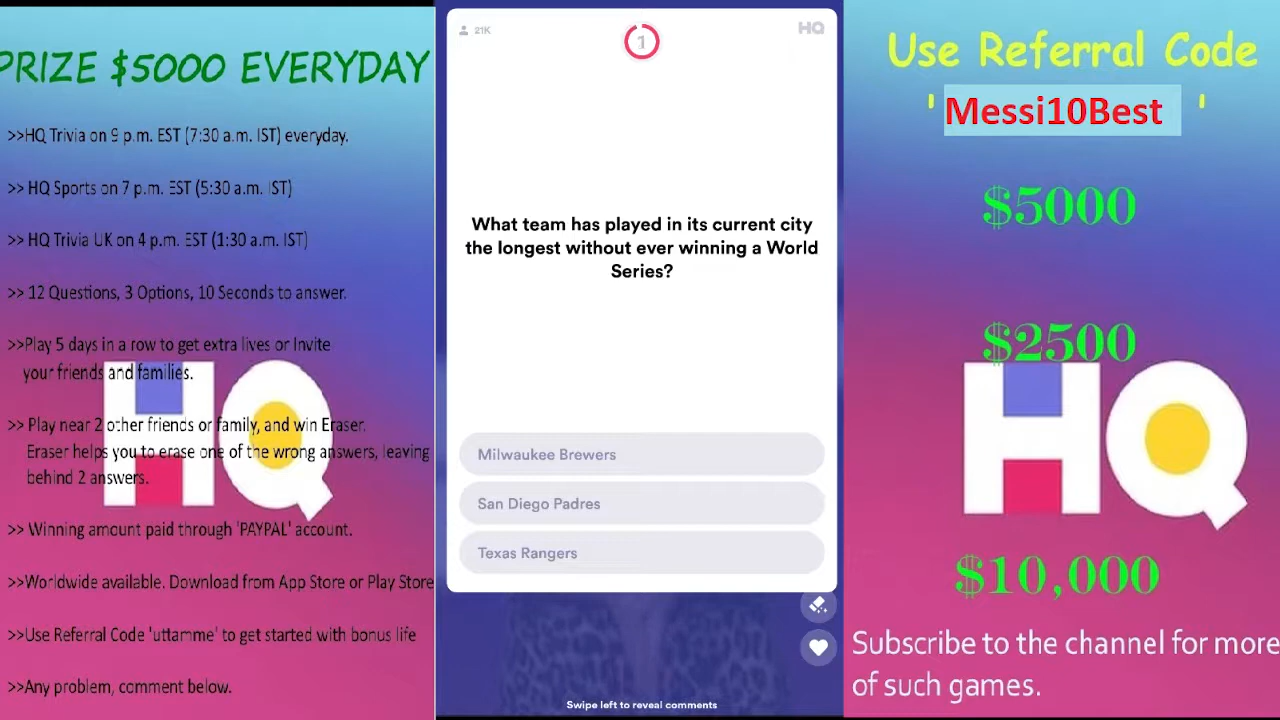 PRIZE $5000 EVERYDAY
>>HQ Trivia on 9 p.m. EST (7:30 a.m. IST) everyday.
>> HQ Sports on 7 p.m. EST (5:30 a.m. IST)
>> HQ Trivia UK on 4 p.m. EST (1:30 a.m. IST)
>> 12 Questions, 3 Options, 10 Seconds to answer.
>>Play 5 days in a row to get extra lives or Invite
your friends and families.
>> Play near 2 other friends or family, and win Eraser.
Eraser helps you to erase one of the wrong answers, leaving
behind 2 answers.
>> Winning amount paid through 'PAYPAL' account.
>>Worldwide available. Download from App Store or Play Store
>>Use Referral Code 'uttamme' to get started with bonus life
>>Any problem, comment below.
HQ
21K
1
HQ
What team has played in its current city
the longest without ever winning a World
Series?
Milwaukee Brewers
San Diego Padres
Texas Rangers
Swipe left to reveal comments
Use Referral Code
' Messi10Best '
$5000
$2500
HQ
$10,000
Subscribe to the channel for more
of such games.